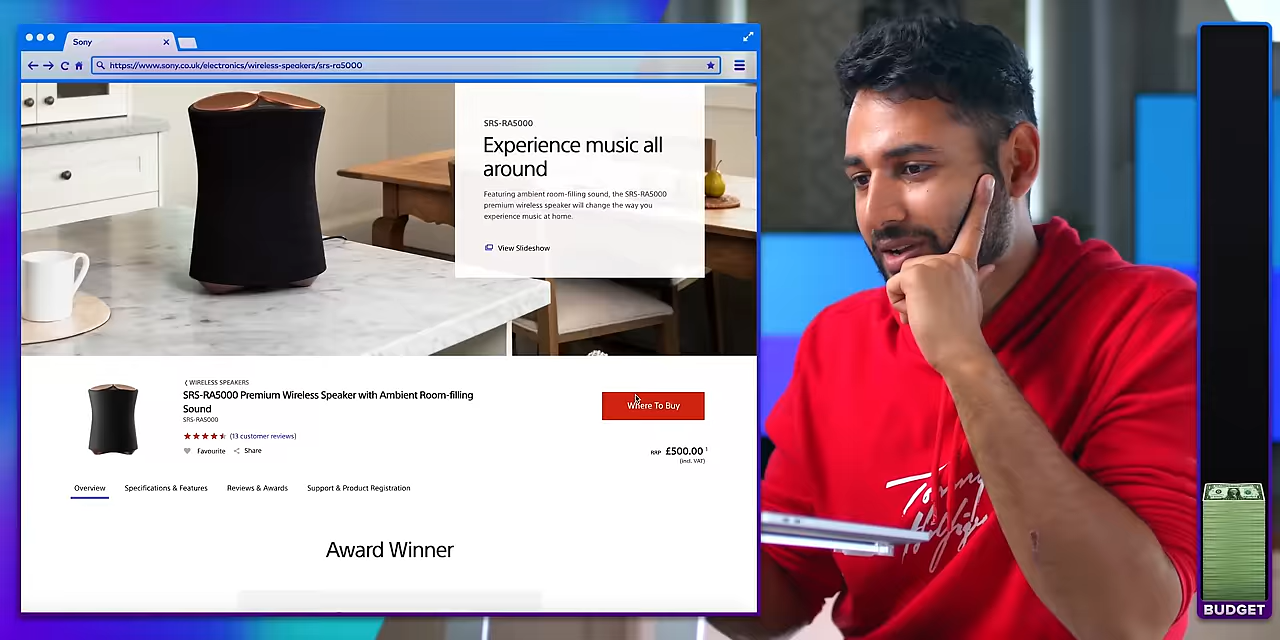 Sony
https://www.sony.co.uk/electronics/wireless-speakers/srs-ra5000
SRS-RA5000
Experience music all
around
Featuring ambient room-filling sound, the SRS-RA5000
premium wireless speaker will change the way you
experience music at home.
View Slideshow
WIRELESS SPEAKERS
SRS-RA5000 Premium Wireless Speaker with Ambient Room-filling
Sound
SRS-RA5000
(13 customer reviews)
Favourite
Share
Where To Buy
RRP £500.00 1
(incl. VAT)
Overview
Specifications & Features
Reviews & Awards
Support & Product Registration
Award Winner
Tommy
Hilfiger
BUDGET